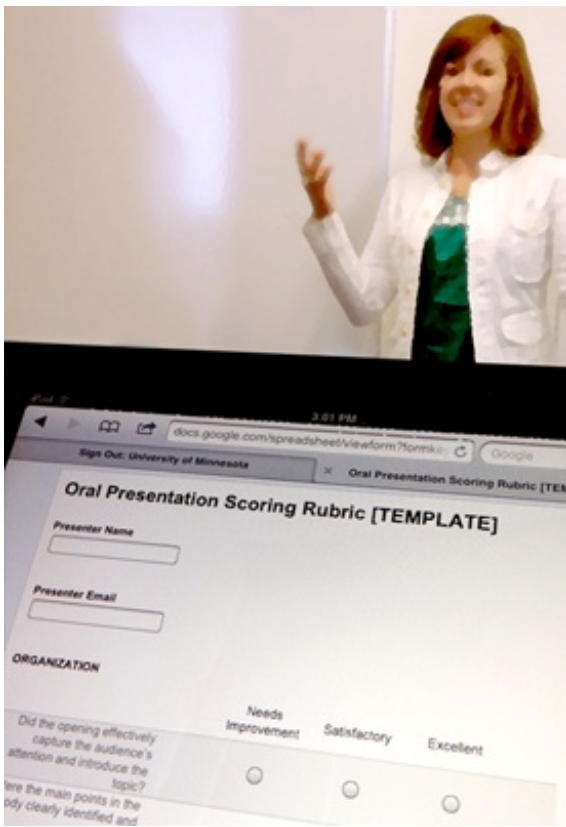 iPad
3:01 PM
docs.google.com/spreadsheet/viewform?formkey
Google
Sign Out: University of Minnesota
× Oral Presentation Scoring Rubric [TEM
Oral Presentation Scoring Rubric [TEMPLATE]
Presenter Name
Presenter Email
ORGANIZATION
Needs
Improvement
Satisfactory
Excellent
Did the opening effectively
capture the audience's
attention and introduce the
topic?
ere the main points in the
ody clearly identified and